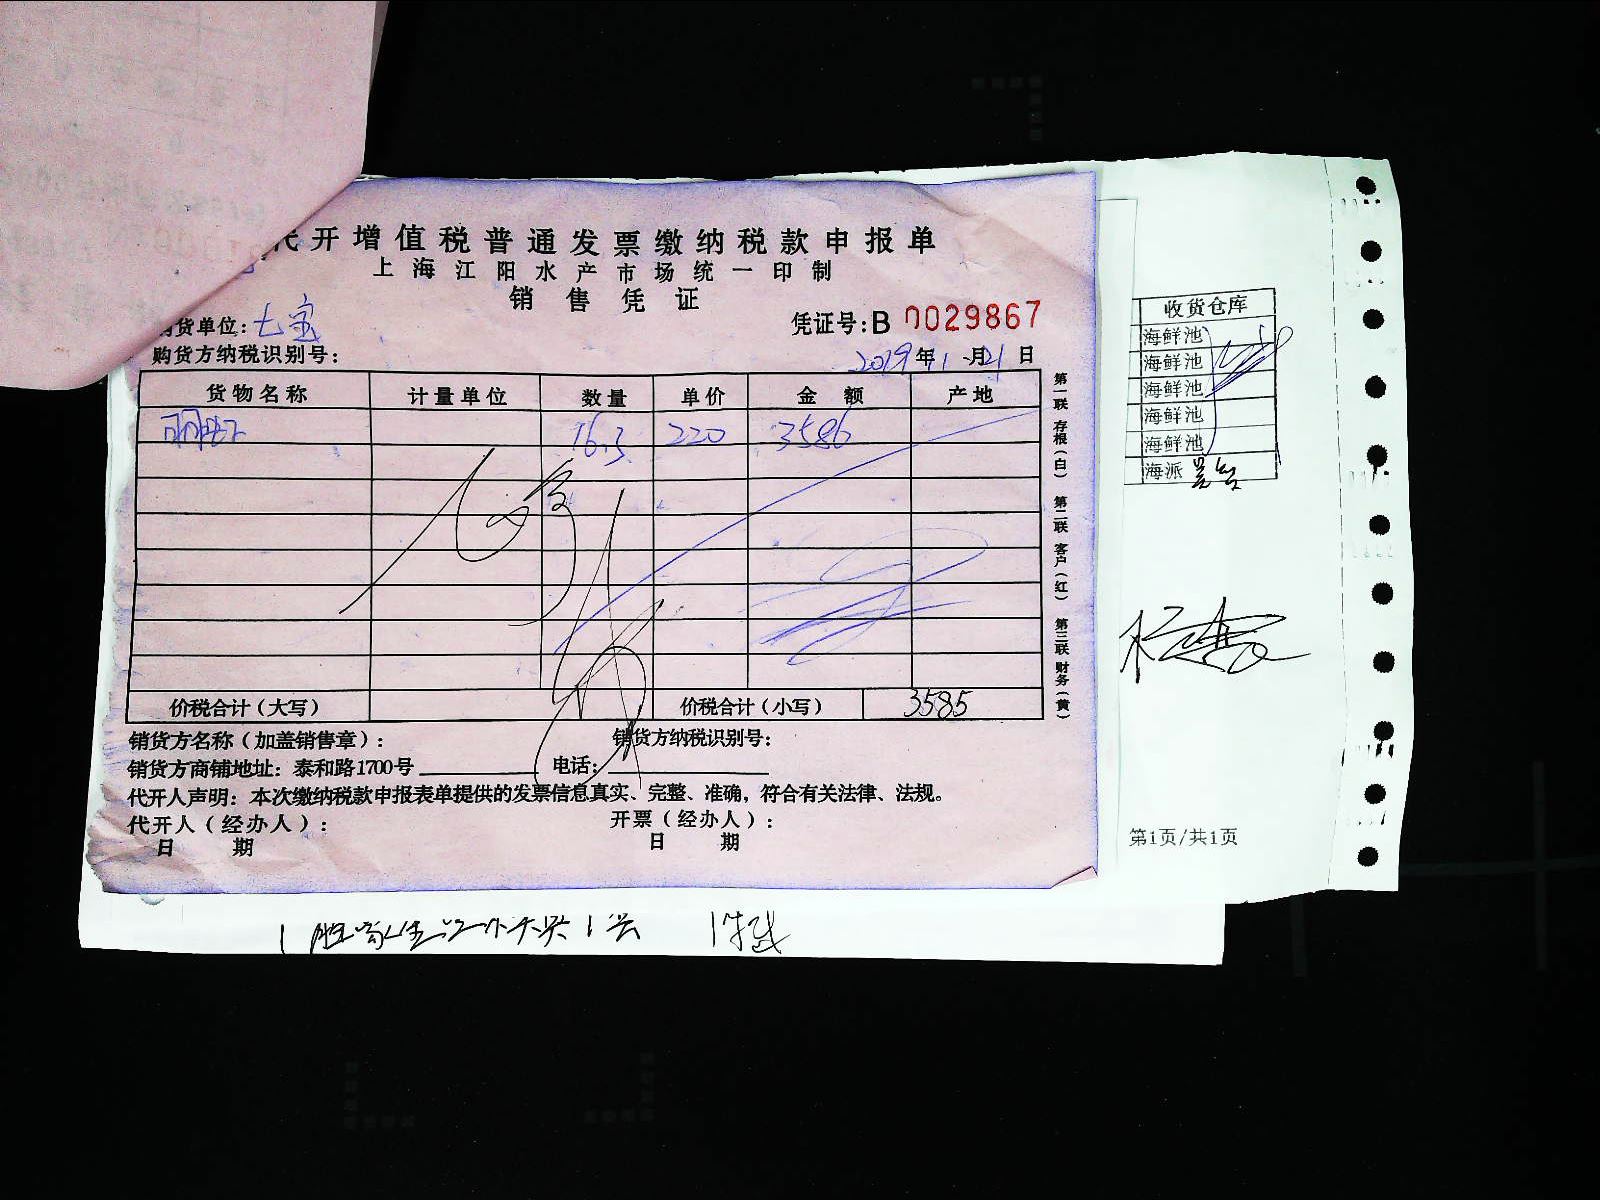 代开增值税普通发票缴纳税款申报单
上海江阳水产市场统一印制
销售凭证
购货单位：七宝
凭证号：B 0029867
购货方纳税识别号：
2019年1月21日
货物名称 计量单位 数量 单价 金额 产地
16.3 220 3586
价税合计（大写） 价税合计（小写） 3585
销货方名称（加盖销售章）： 销货方纳税识别号：
销货方商铺地址：泰和路1700号 电话：
代开人声明：本次缴纳税款申报表单提供的发票信息真实、完整、准确，符合有关法律、法规。
代开人（经办人）： 开票（经办人）：
日期 日期
第一联 存根（白） 第二联 客户（红） 第三联 财务（黄）
收货仓库
海鲜池
海鲜池
海鲜池
海鲜池
海鲜池
海派
第1页/共1页